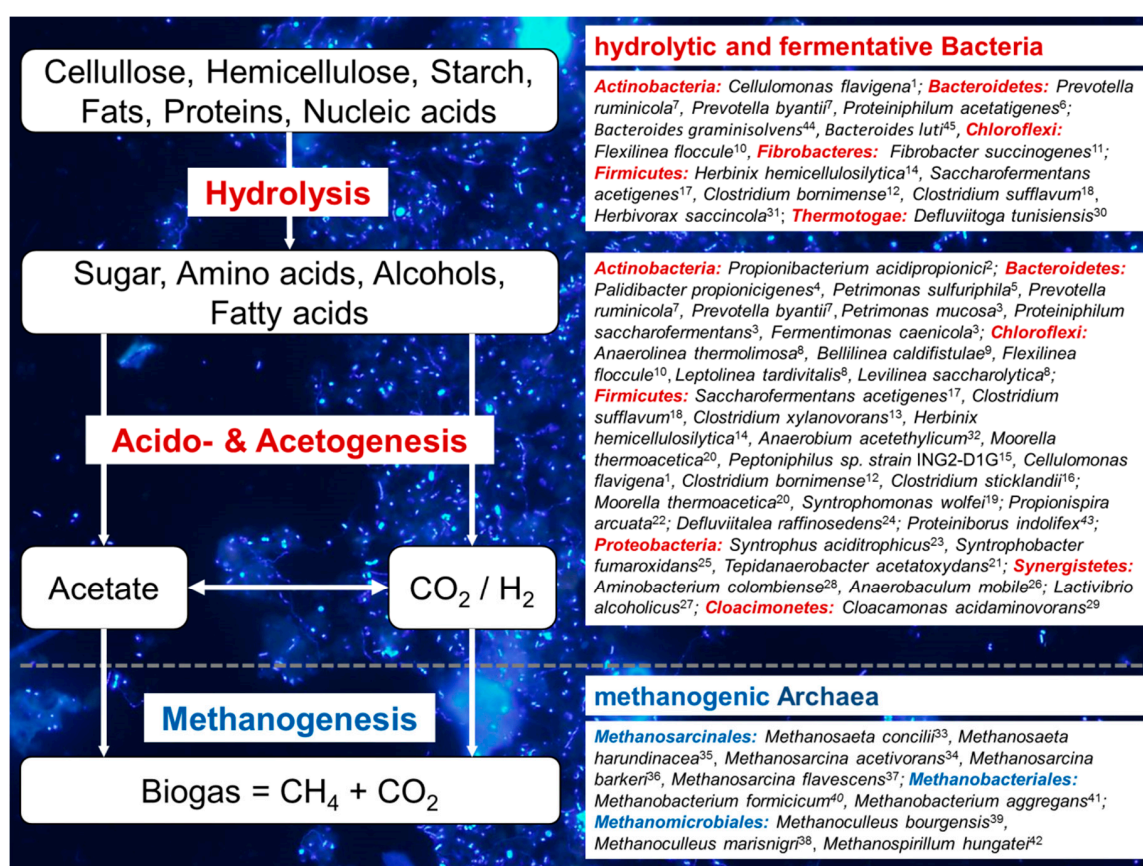 Cellullose, Hemicellulose, Starch,
Fats, Proteins, Nucleic acids
Hydrolysis
Sugar, Amino acids, Alcohols,
Fatty acids
Acido- & Acetogenesis
Acetate
CO₂ / H₂
Methanogenesis
Biogas = CH₄ + CO₂
hydrolytic and fermentative Bacteria
Actinobacteria: Cellulomonas flavigena¹; Bacteroidetes: Prevotella
ruminicola⁷, Prevotella byantii⁷, Proteiniphilum acetatigenes⁶;
Bacteroides graminisolvens⁴⁴, Bacteroides luti⁴⁵, Chloroflexi:
Flexilinea floccule¹⁰, Fibrobacteres: Fibrobacter succinogenes¹¹;
Firmicutes: Herbinix hemicellulosilytica¹⁴, Saccharofermentans
acetigenes¹⁷, Clostridium bornimense¹², Clostridium sufflavum¹⁸,
Herbivorax saccincola³¹; Thermotogae: Defluviitoga tunisiensis³⁰
Actinobacteria: Propionibacterium acidipropionici²; Bacteroidetes:
Palidibacter propionicigenes⁴, Petrimonas sulfuriphila⁵, Prevotella
ruminicola⁷, Prevotella byantii⁷, Petrimonas mucosa³, Proteiniphilum
saccharofermentans³, Fermentimonas caenicola³; Chloroflexi:
Anaerolinea thermolimosa⁸, Bellilinea caldifistulae⁹, Flexilinea
floccule¹⁰, Leptolinea tardivitalis⁸, Levilinea saccharolytica⁸;
Firmicutes: Saccharofermentans acetigenes¹⁷, Clostridium
sufflavum¹⁸, Clostridium xylanovorans¹³, Herbinix
hemicellulosilytica¹⁴, Anaerobium acetethylicum³², Moorella
thermoacetica²⁰, Peptoniphilus sp. strain ING2-D1G¹⁵, Cellulomonas
flavigena¹, Clostridium bornimense¹², Clostridium sticklandii¹⁶;
Moorella thermoacetica²⁰, Syntrophomonas wolfei¹⁹; Propionispira
arcuata²²; Defluviitalea raffinosedens²⁴; Proteiniborus indolifex⁴³;
Proteobacteria: Syntrophus aciditrophicus²³, Syntrophobacter
fumaroxidans²⁵, Tepidanaerobacter acetatoxydans²¹; Synergistetes:
Aminobacterium colombiense²⁸, Anaerobaculum mobile²⁶; Lactivibrio
alcoholicus²⁷; Cloacimonetes: Cloacamonas acidaminovorans²⁹
methanogenic Archaea
Methanosarcinales: Methanosaeta concilii³³, Methanosaeta
harundinacea³⁵, Methanosarcina acetivorans³⁴, Methanosarcina
barkeri³⁶, Methanosarcina flavescens³⁷; Methanobacteriales:
Methanobacterium formicicum⁴⁰, Methanobacterium aggregans⁴¹;
Methanomicrobiales: Methanoculleus bourgensis³⁹,
Methanoculleus marisnigri³⁸, Methanospirillum hungatei⁴²